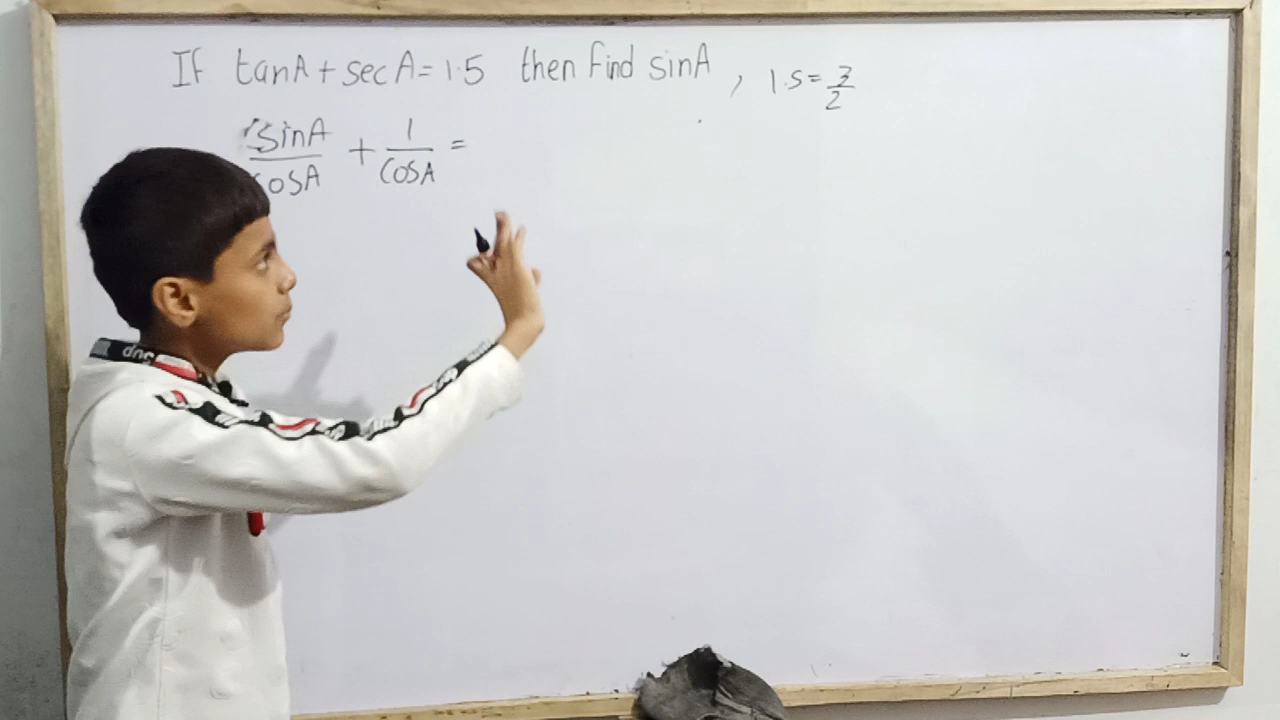 If tanA + secA = 1.5 then find sinA , 1.5 = 3/2
sinA/cosA + 1/cosA =